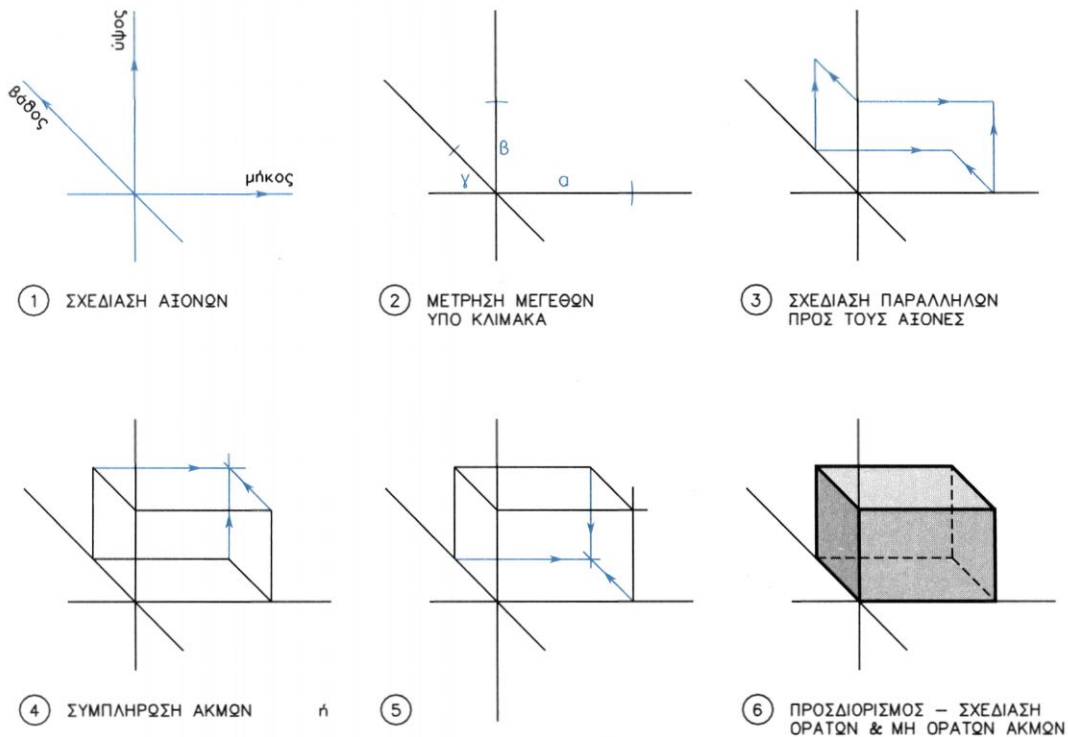 ύψος
βάθος
μήκος
β
γ
α
1 ΣΧΕΔΙΑΣΗ ΑΞΟΝΩΝ
2 ΜΕΤΡΗΣΗ ΜΕΓΕΘΩΝ
ΥΠΟ ΚΛΙΜΑΚΑ
3 ΣΧΕΔΙΑΣΗ ΠΑΡΑΛΛΗΛΩΝ
ΠΡΟΣ ΤΟΥΣ ΑΞΟΝΕΣ
4 ΣΥΜΠΛΗΡΩΣΗ ΑΚΜΩΝ ή
5
6 ΠΡΟΣΔΙΟΡΙΣΜΟΣ – ΣΧΕΔΙΑΣΗ
ΟΡΑΤΩΝ & ΜΗ ΟΡΑΤΩΝ ΑΚΜΩΝ